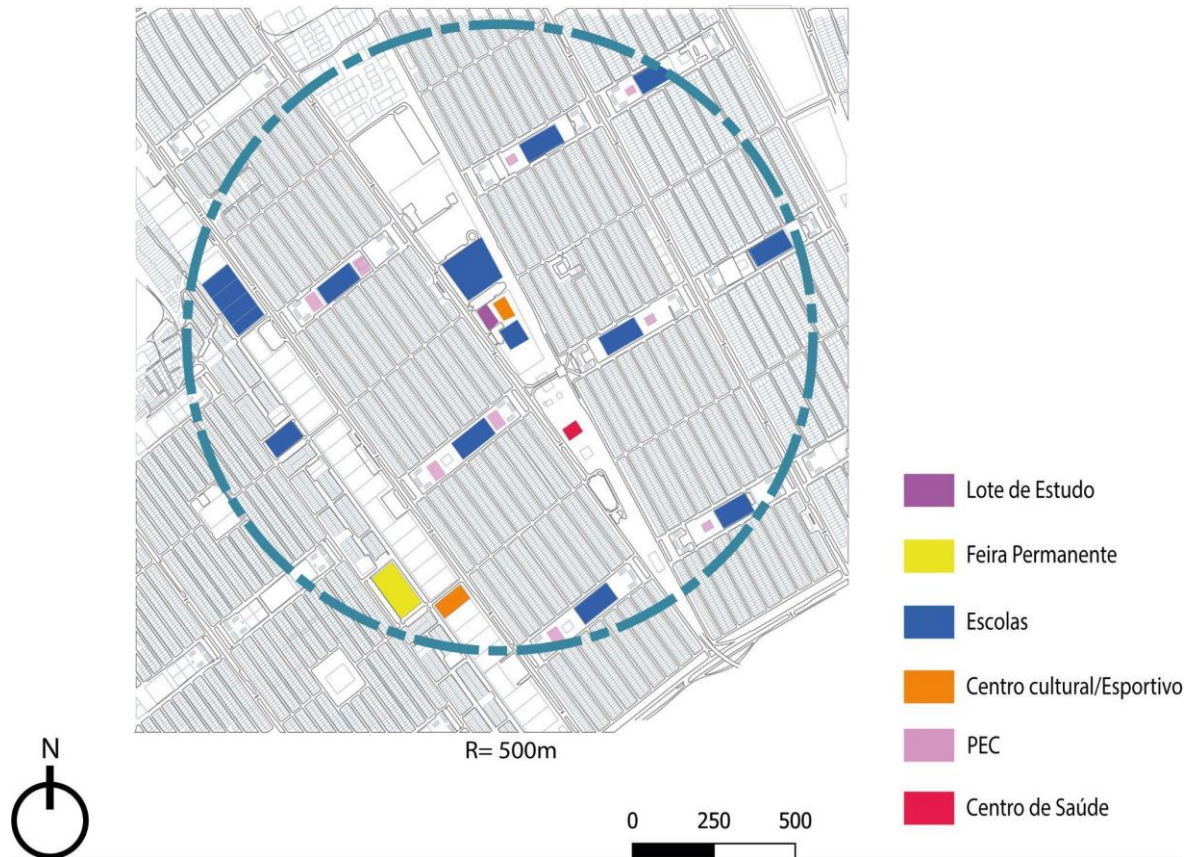 Lote de Estudo
Feira Permanente
Escolas
Centro cultural/Esportivo
PEC
Centro de Saúde
R= 500m
N
0 250 500